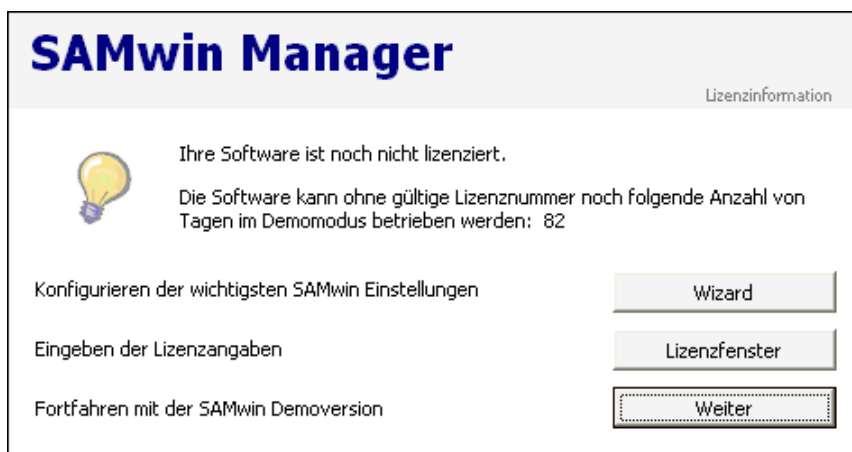 SAMwin Manager
Lizenzinformation
Ihre Software ist noch nicht lizenziert.
Die Software kann ohne gültige Lizenznummer noch folgende Anzahl von
Tagen im Demomodus betrieben werden: 82
Konfigurieren der wichtigsten SAMwin Einstellungen
Wizard
Eingeben der Lizenzangaben
Lizenzfenster
Fortfahren mit der SAMwin Demoversion
Weiter